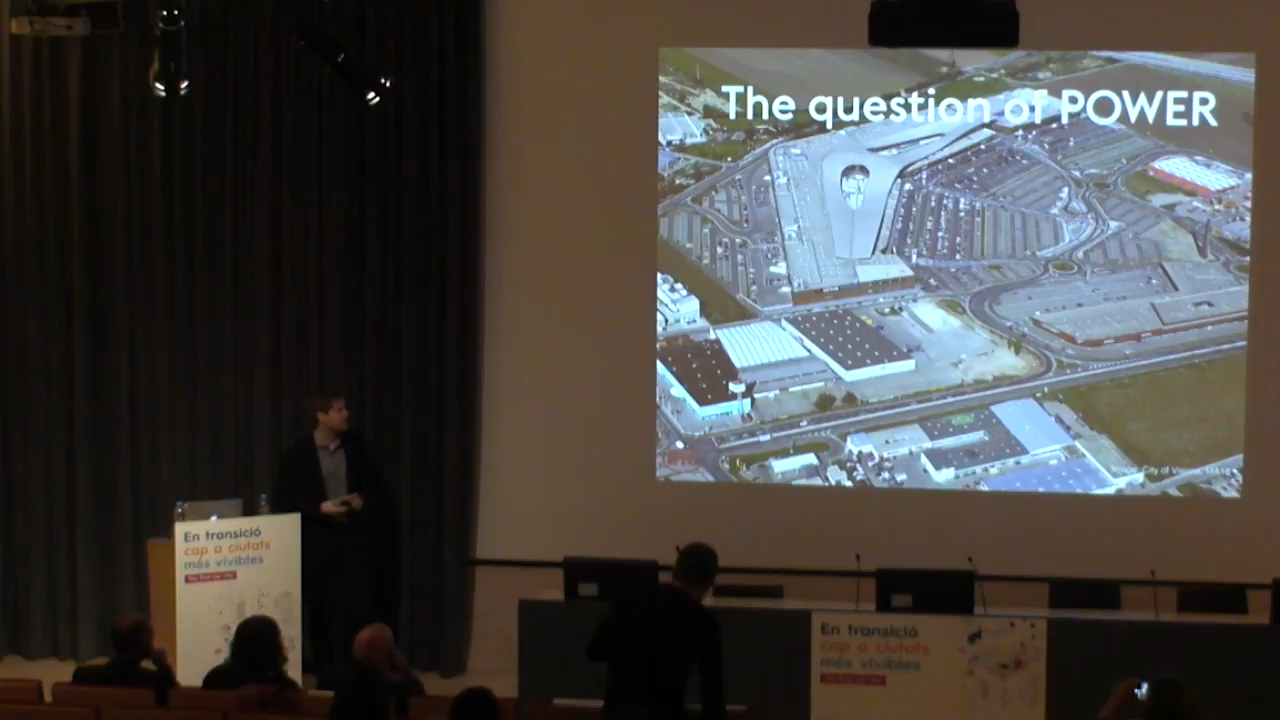 The question of POWER
En transició
cap a ciutats
més vivibles
En transició
cap a ciutats
més vivibles